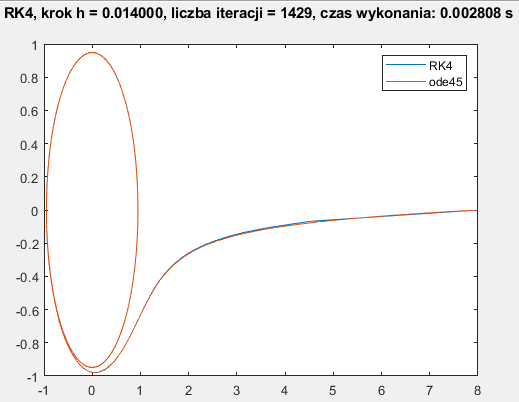 RK4, krok h = 0.014000, liczba iteracji = 1429, czas wykonania: 0.002808 s
1
0.8
0.6
0.4
0.2
0
-0.2
-0.4
-0.6
-0.8
-1
RK4
ode45
-1 0 1 2 3 4 5 6 7 8